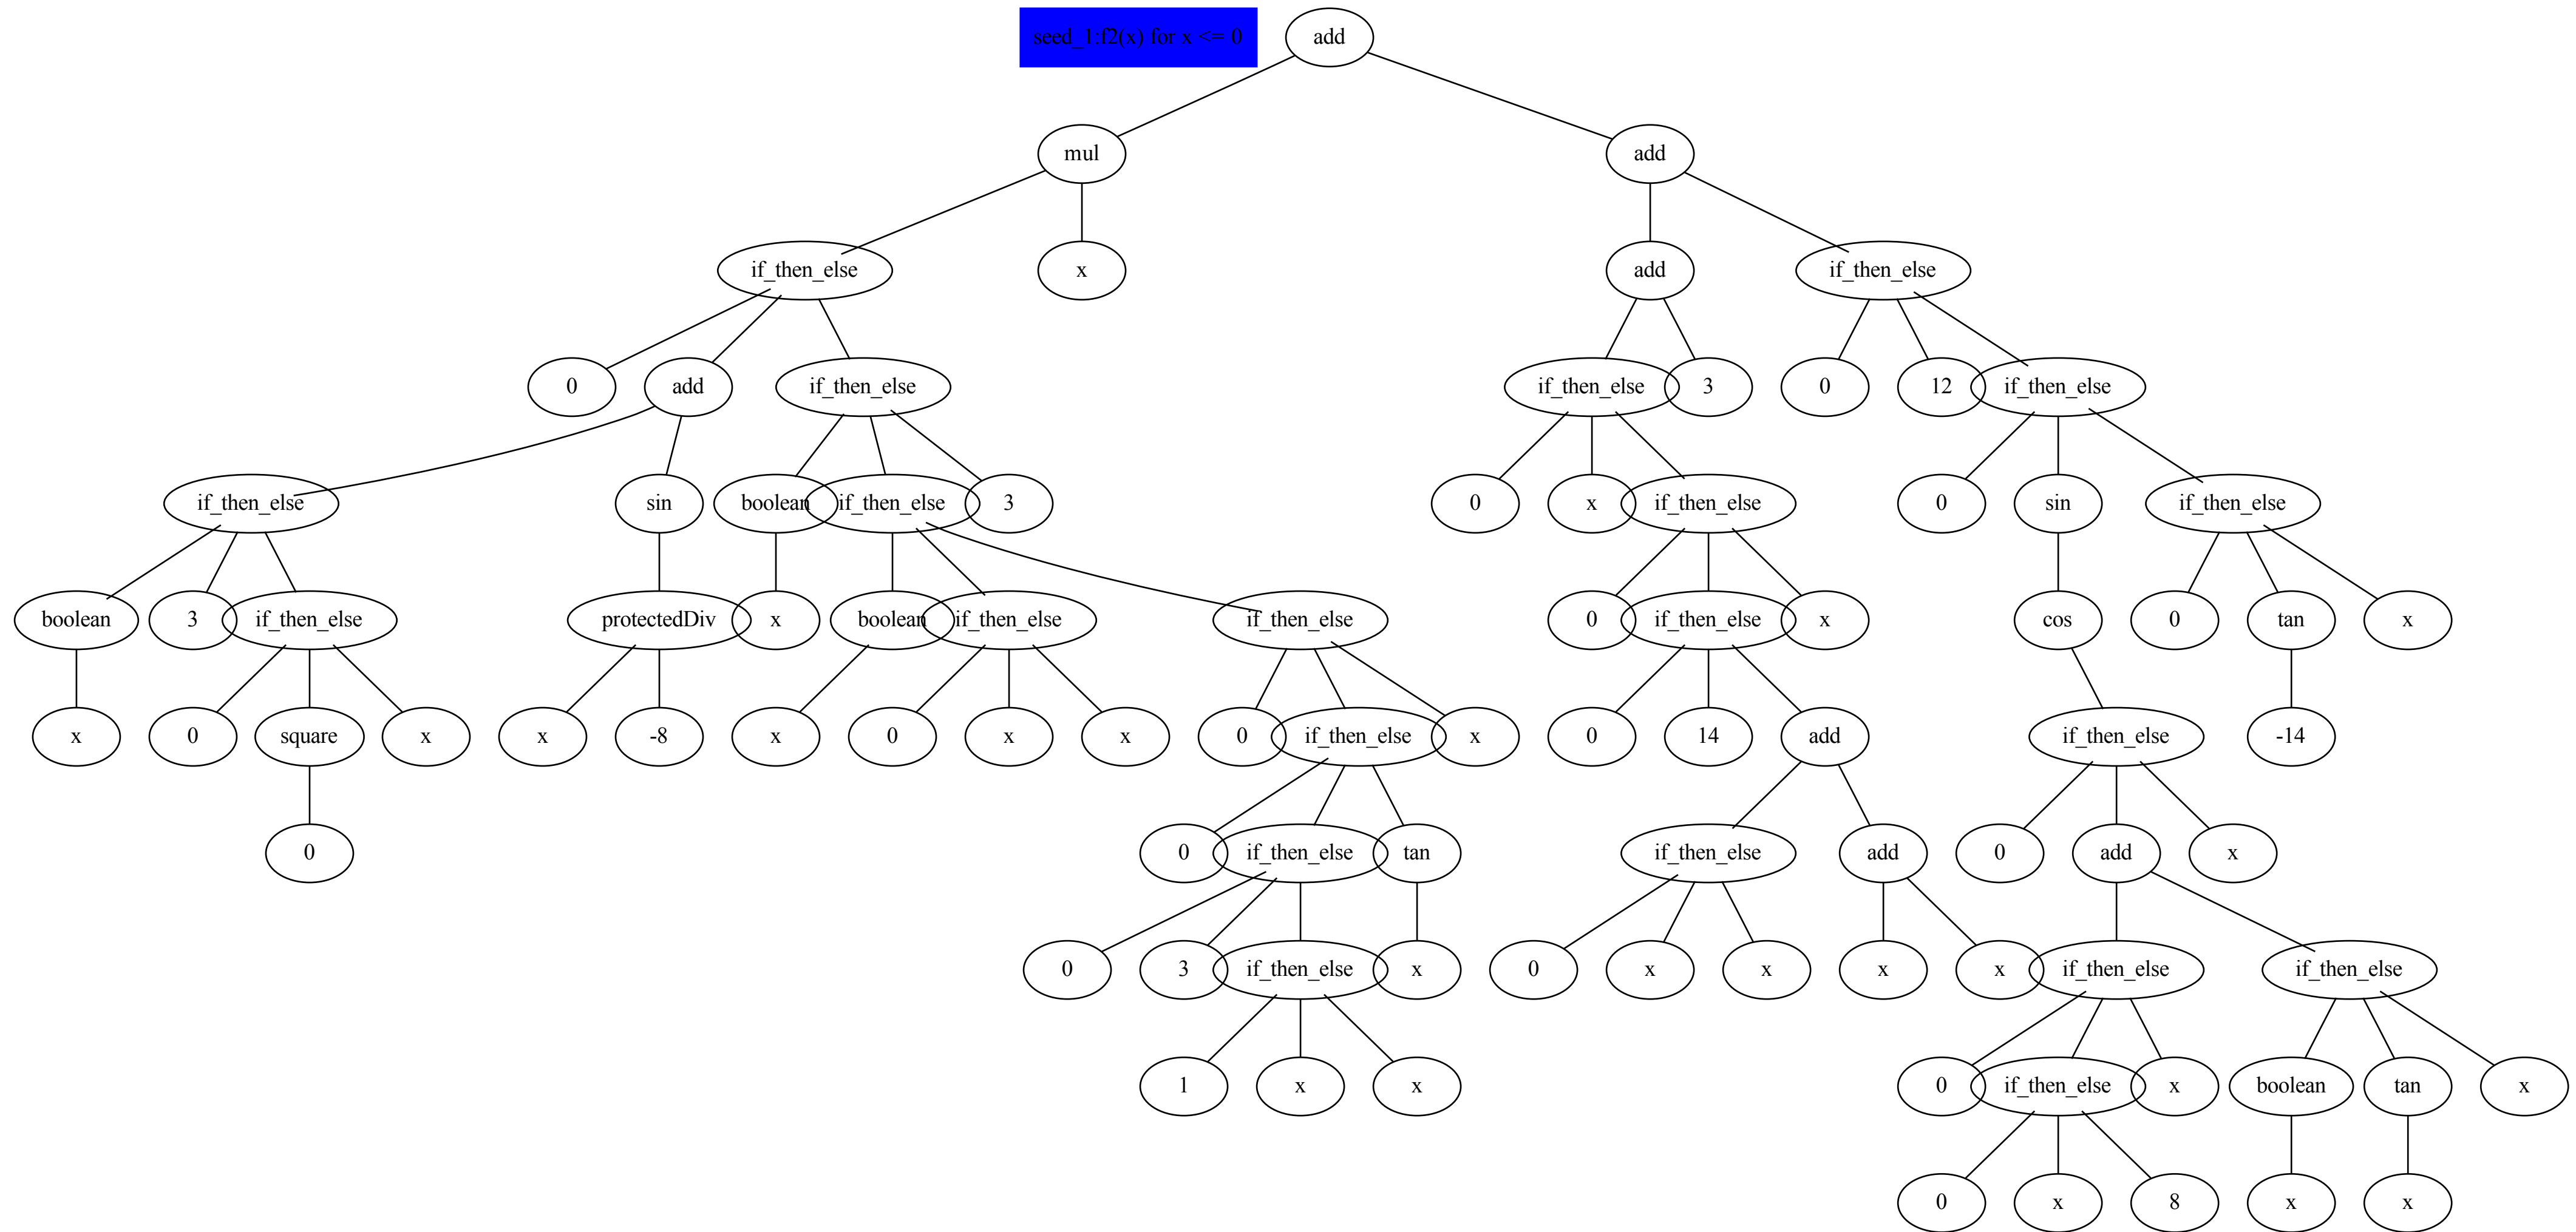 seed_1:f2(x) for x <= 0
add
mul
add
if_then_else
x
add
if_then_else
0
add
if_then_else
if_then_else
3
0
12
if_then_else
if_then_else
sin
boolean
if_then_else
3
0
x
if_then_else
0
sin
if_then_else
boolean
3
if_then_else
protectedDiv
x
boolean
if_then_else
if_then_else
0
if_then_else
x
cos
0
tan
x
x
0
square
x
x
-8
x
0
x
x
0
if_then_else
x
0
14
add
if_then_else
-14
0
0
if_then_else
tan
if_then_else
add
0
add
x
0
3
if_then_else
x
0
x
x
x
x
if_then_else
if_then_else
1
x
x
0
if_then_else
x
boolean
tan
x
0
x
8
x
x